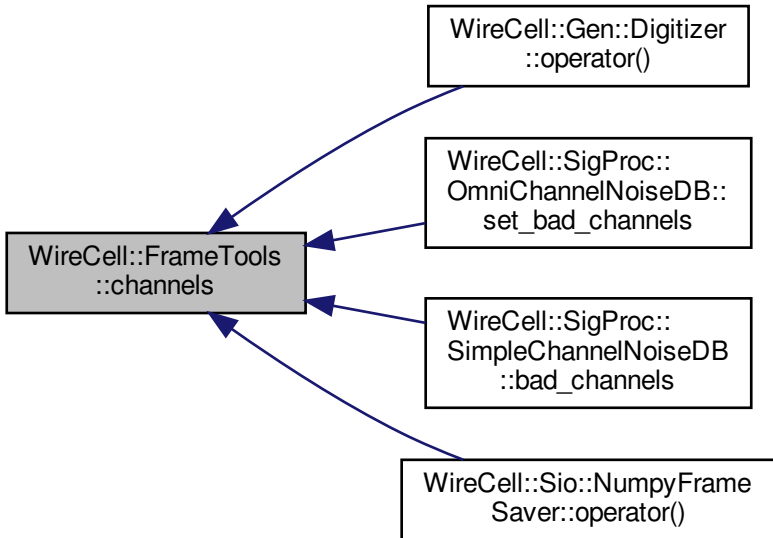 WireCell::Gen::Digitizer
::operator()
WireCell::SigProc::
OmniChannelNoiseDB::
set_bad_channels
WireCell::FrameTools
::channels
WireCell::SigProc::
SimpleChannelNoiseDB
::bad_channels
WireCell::Sio::NumpyFrame
Saver::operator()